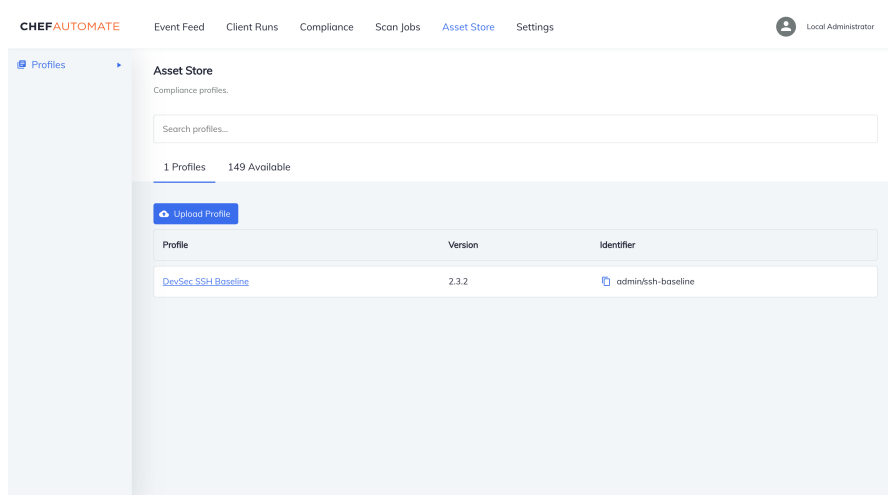 CHEFAUTOMATE Event Feed Client Runs Compliance Scan Jobs Asset Store Settings Local Administrator
Profiles
Asset Store
Compliance profiles.
Search profiles...
1 Profiles 149 Available
Upload Profile
Profile Version Identifier
DevSec SSH Baseline 2.3.2 admin/ssh-baseline